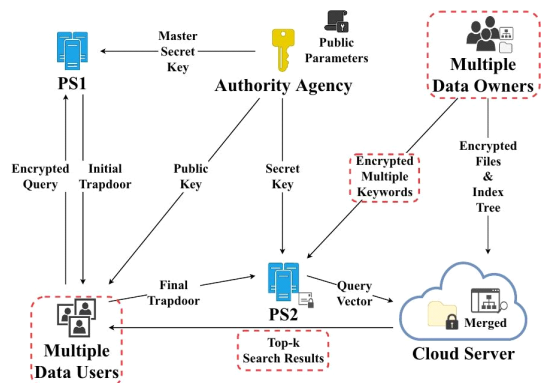 Master
Secret
Key
Public
Parameters
PS1
Authority Agency
Multiple
Data Owners
Encrypted
Query
Initial
Trapdoor
Public
Key
Secret
Key
Encrypted
Multiple
Keywords
Encrypted
Files
&
Index
Tree
Final
Trapdoor
PS2
Query
Vector
Merged
Cloud Server
Multiple
Data Users
Top-k
Search Results